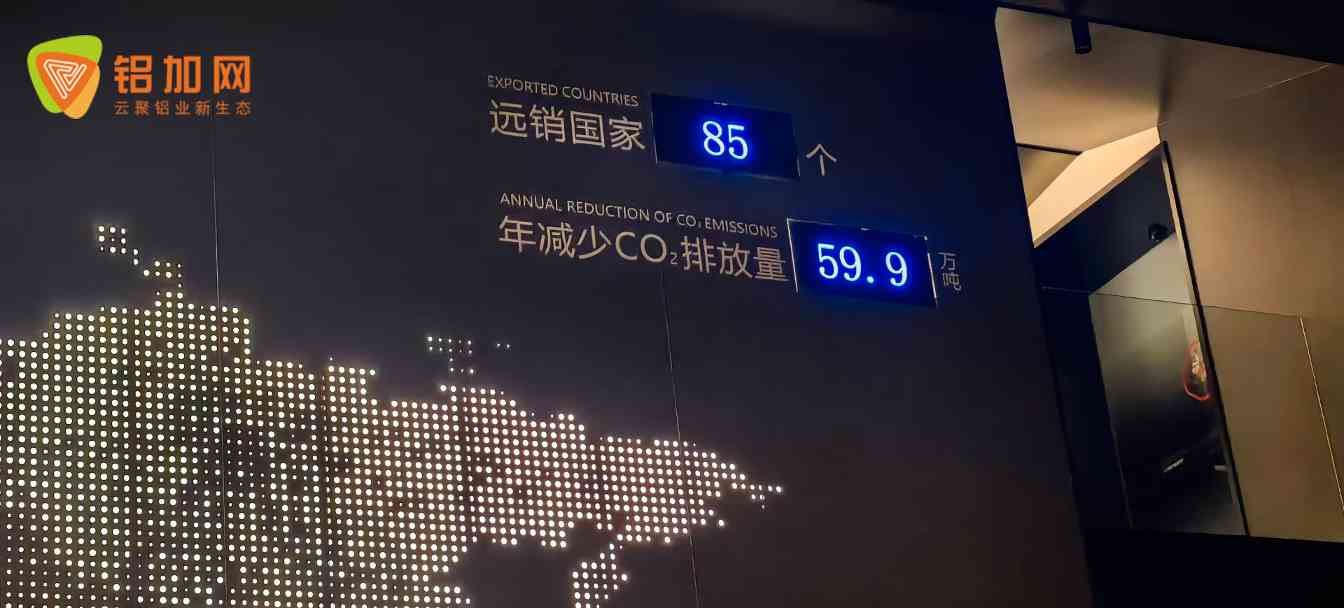 铝加网
云聚铝业新生态
EXPORTED COUNTRIES
远销国家 85 个
ANNUAL REDUCTION OF CO₂ EMISSIONS
年减少CO₂排放量 59.9 万吨